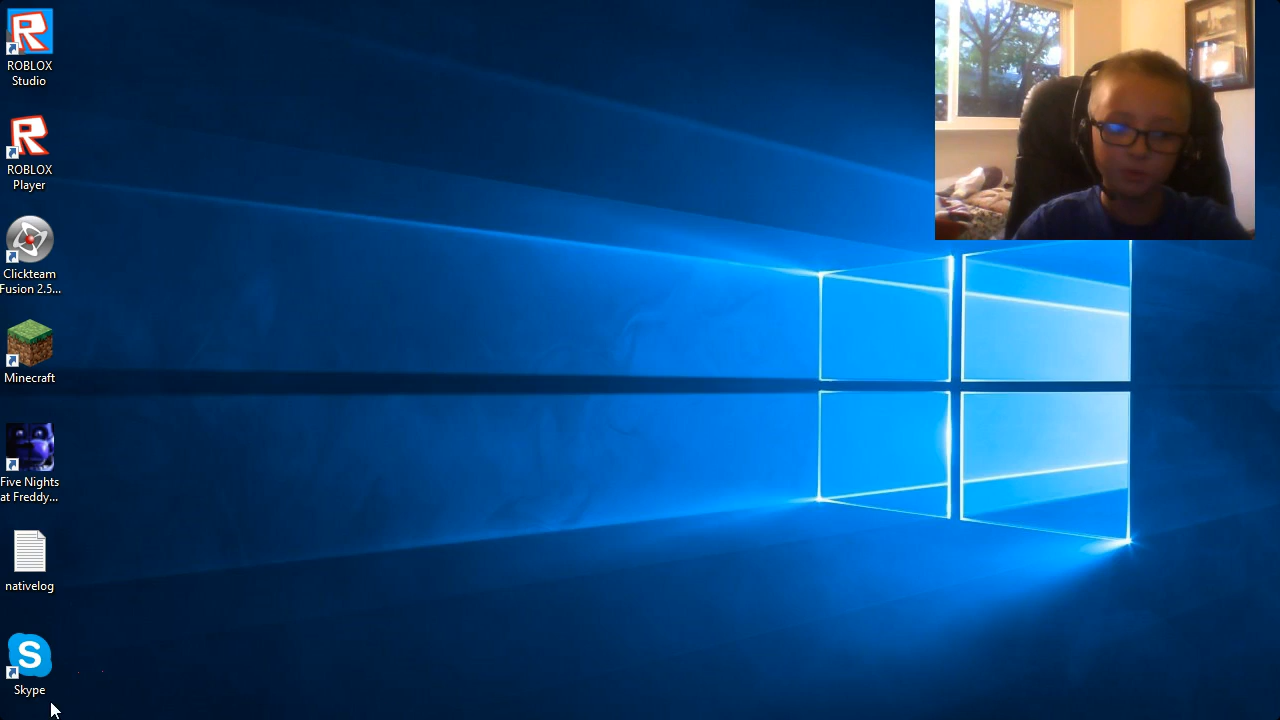 ROBLOX
Studio
ROBLOX
Player
Clickteam
Fusion 2.5...
Minecraft
Five Nights
at Freddy...
nativelog
S
Skype